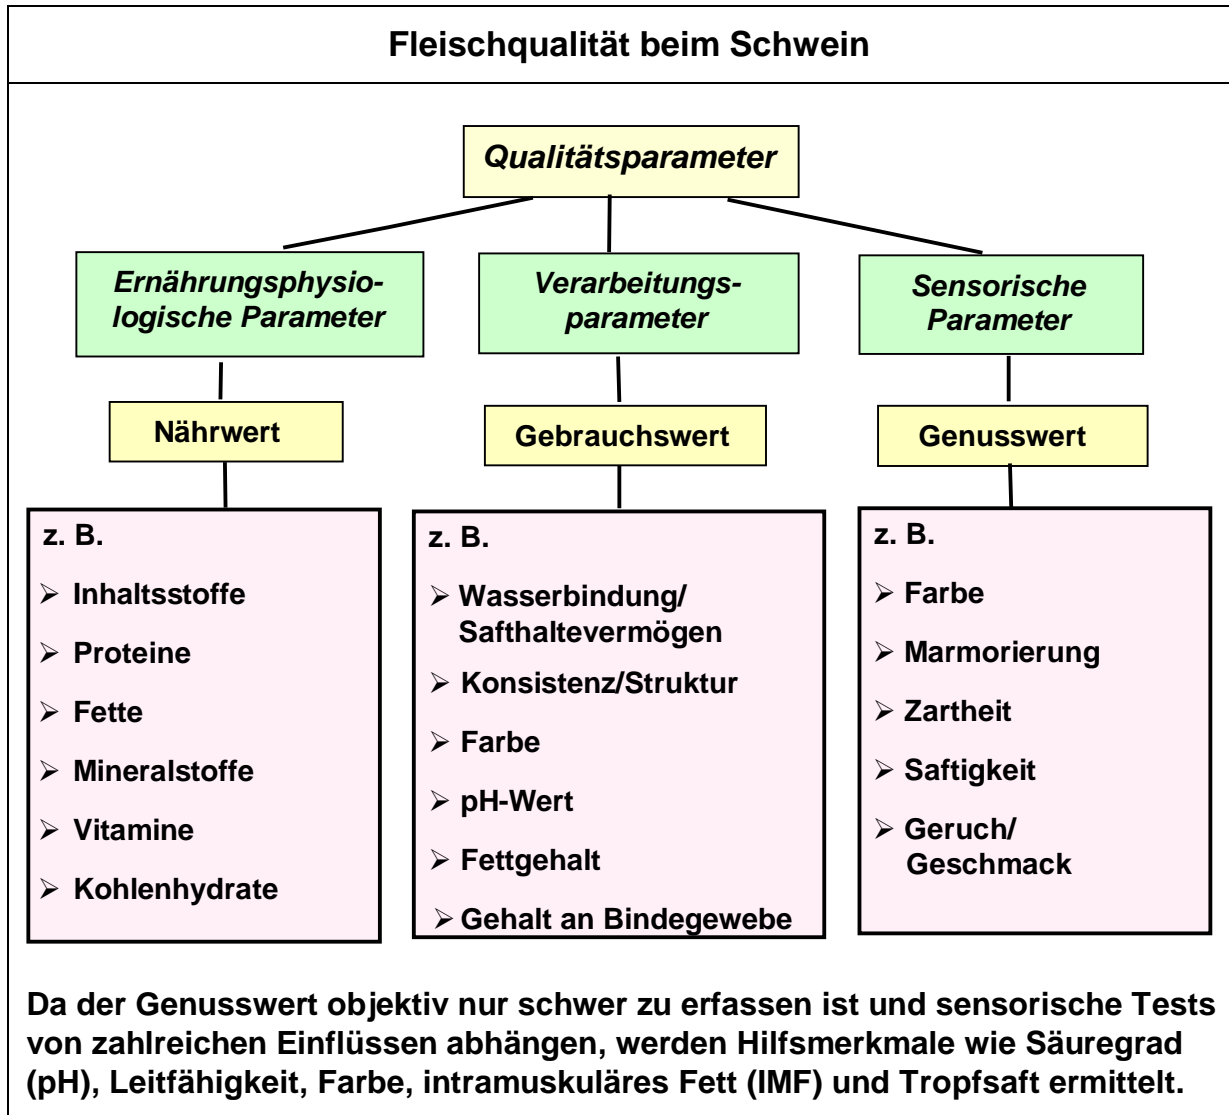 Fleischqualität beim Schwein
Qualitätsparameter
Ernährungsphysio-
logische Parameter
Verarbeitungs-
parameter
Sensorische
Parameter
Nährwert
Gebrauchswert
Genusswert
z. B.
➢ Inhaltsstoffe
➢ Proteine
➢ Fette
➢ Mineralstoffe
➢ Vitamine
➢ Kohlenhydrate
z. B.
➢ Wasserbindung/
Safthaltevermögen
➢ Konsistenz/Struktur
➢ Farbe
➢ pH-Wert
➢ Fettgehalt
➢ Gehalt an Bindegewebe
z. B.
➢ Farbe
➢ Marmorierung
➢ Zartheit
➢ Saftigkeit
➢ Geruch/
Geschmack
Da der Genusswert objektiv nur schwer zu erfassen ist und sensorische Tests
von zahlreichen Einflüssen abhängen, werden Hilfsmerkmale wie Säuregrad
(pH), Leitfähigkeit, Farbe, intramuskuläres Fett (IMF) und Tropfsaft ermittelt.